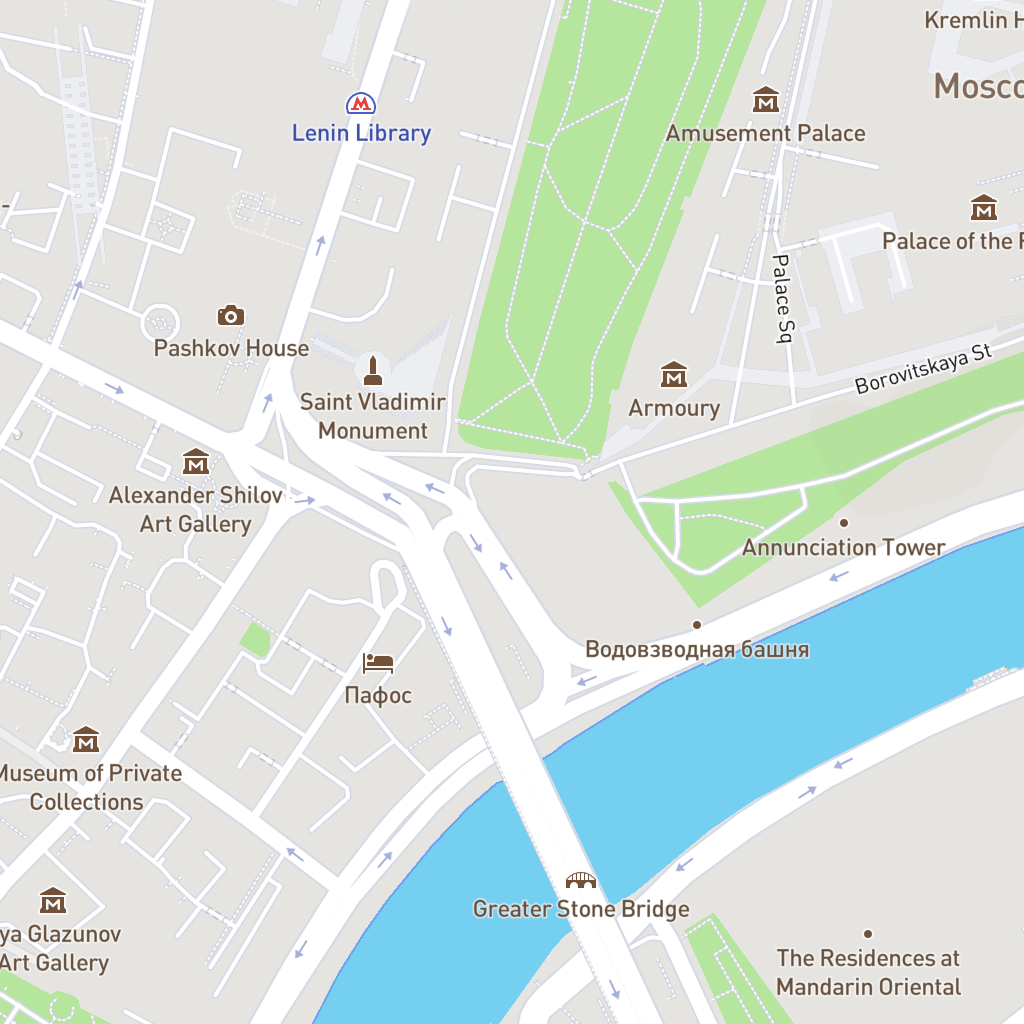 Kremlin H
Mosco
Lenin Library
Amusement Palace
Palace of the F
Palace Sq
Pashkov House
Borovitskaya St
Saint Vladimir
Monument
Armoury
Alexander Shilov
Art Gallery
Annunciation Tower
Водовзводная башня
Пафос
Museum of Private
Collections
Greater Stone Bridge
ya Glazunov
Art Gallery
The Residences at
Mandarin Oriental